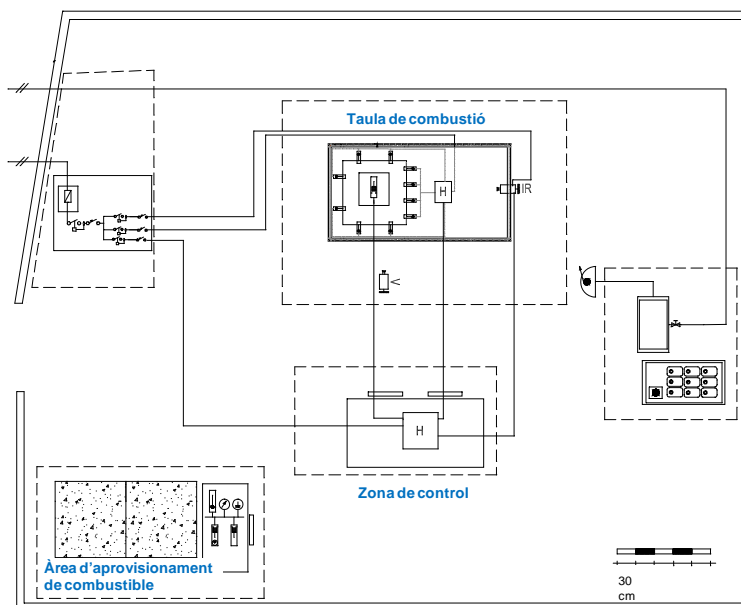 Taula de combustió
H
IR
V
H
Zona de control
Àrea d'aprovisionament
de combustible
30
cm